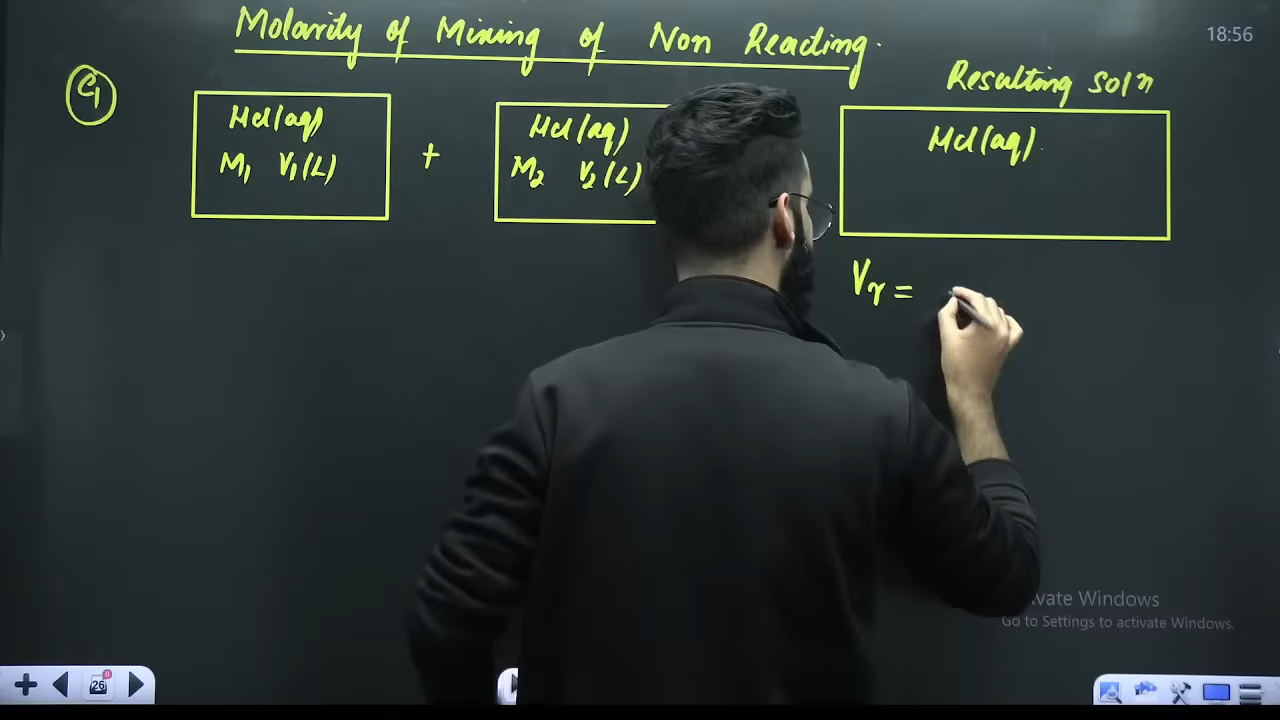 Molarity of Mixing of Non Reacting.
18:56
Resulting soln
C1
HCl(aq)
M1 V1(L)
+
HCl(aq)
M2 V2(L)
HCl(aq).
Vr =
vate Windows
Go to Settings to activate Windows.
26